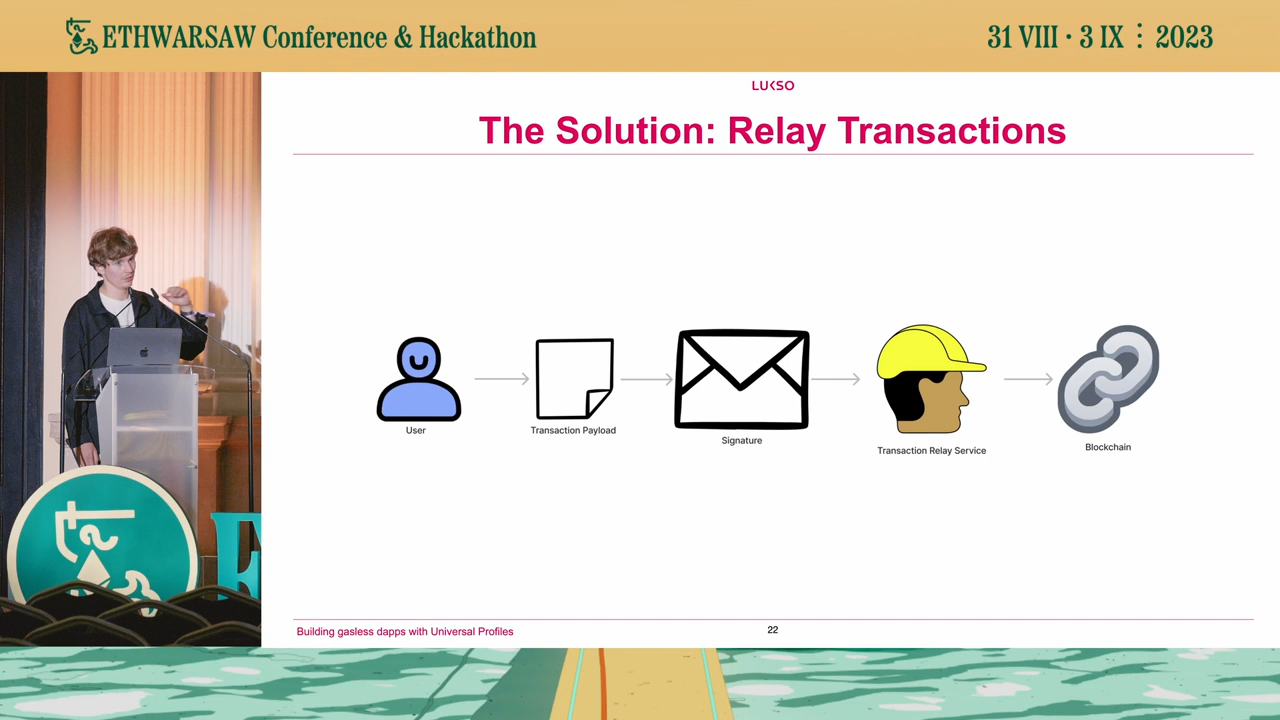 ETHWARSAW Conference & Hackathon
31 VIII · 3 IX ⋮ 2023
LUKSO
The Solution: Relay Transactions
User
Transaction Payload
Signature
Transaction Relay Service
Blockchain
Building gasless dapps with Universal Profiles
22